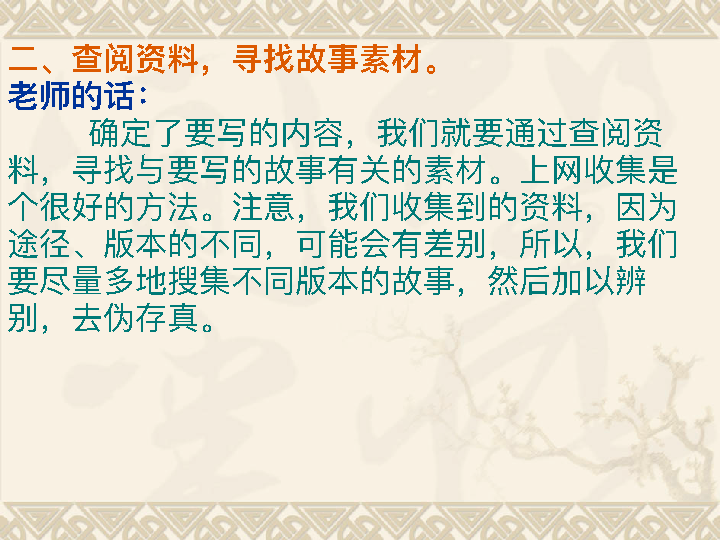 二、查阅资料，寻找故事素材。
老师的话：
确定了要写的内容，我们就要通过查阅资
料，寻找与要写的故事有关的素材。上网收集是
个很好的方法。注意，我们收集到的资料，因为
途径、版本的不同，可能会有差别，所以，我们
要尽量多地搜集不同版本的故事，然后加以辨
别，去伪存真。